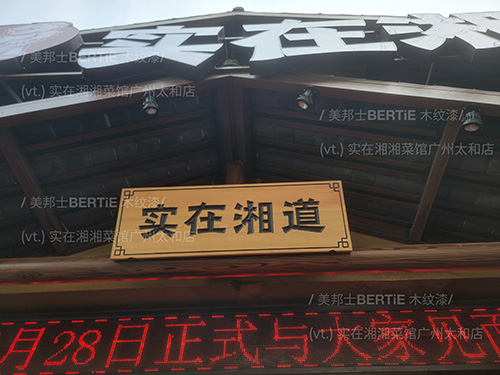 实在
/ 美邦士BERTiE 木纹漆/
(vt.) 实在湘湘菜馆广州太和店
/ 美邦士BERTiE 木纹漆/
(vt.) 实在湘湘菜馆广州太和店
/ 美邦士BERTiE 木纹漆/
(vt.) 实在湘湘菜馆广州太和店
实在湘道
/ 美邦士BERTiE 木纹漆/
(vt.) 实在湘湘菜馆广州太和店
月28日正式与大家见面